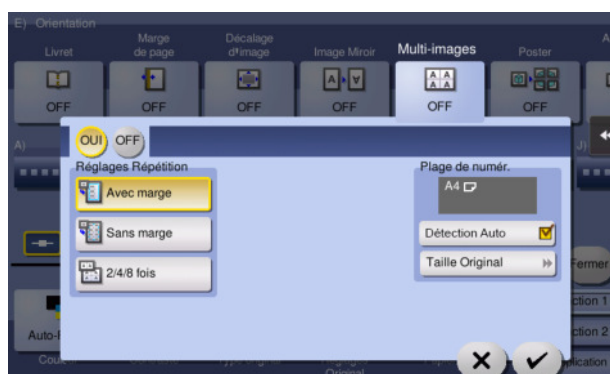 E) Orientation
Livret
Marge
de page
Décalage
d'image
Image Miroir
Multi-images
Poster
OFF
OFF
OFF
OFF
OFF
OFF
A)
J)
OUI
OFF
Réglages Répétition
Avec marge
Sans marge
2/4/8 fois
Plage de numér.
A4
Détection Auto
Taille Original
Fermer
ction 1
ction 2
Auto-
Original
plication